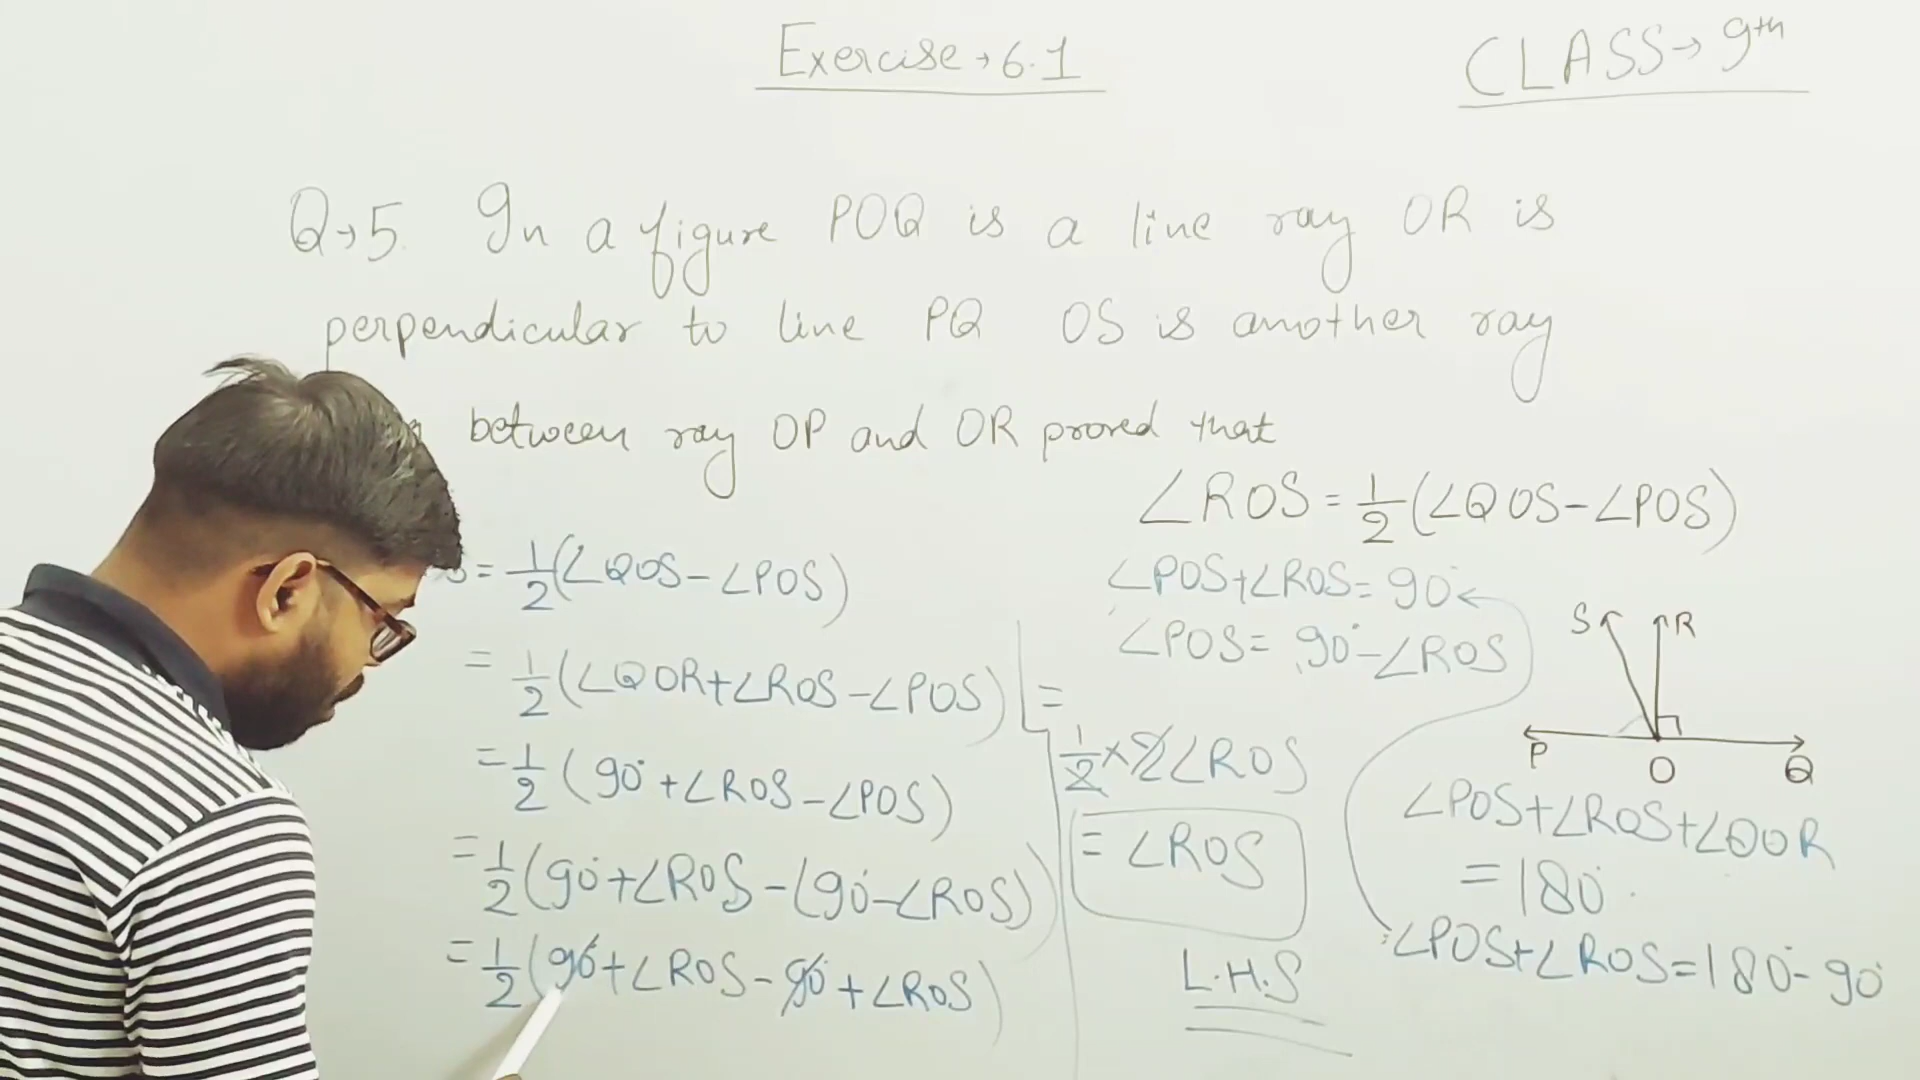 Exercise → 6.1
CLASS → 9th
Q→5. In a figure POQ is a line ray OR is
perpendicular to line PQ OS is another ray
between ray OP and OR proved that
∠ROS = 1/2 (∠QOS - ∠POS)
S = 1/2 (∠QOS - ∠POS)
= 1/2 (∠QOR + ∠ROS - ∠POS)
= 1/2 (90° + ∠ROS - ∠POS)
= 1/2 (90° + ∠ROS - (90° - ∠ROS))
= 1/2 (90° + ∠ROS - 90° + ∠ROS)
=
1/2 × 2∠ROS
= ∠ROS
L.H.S
∠POS + ∠ROS = 90°
∠POS = 90° - ∠ROS
S R
P O Q
∠POS + ∠ROS + ∠QOR
= 180°
∠POS + ∠ROS = 180° - 90°